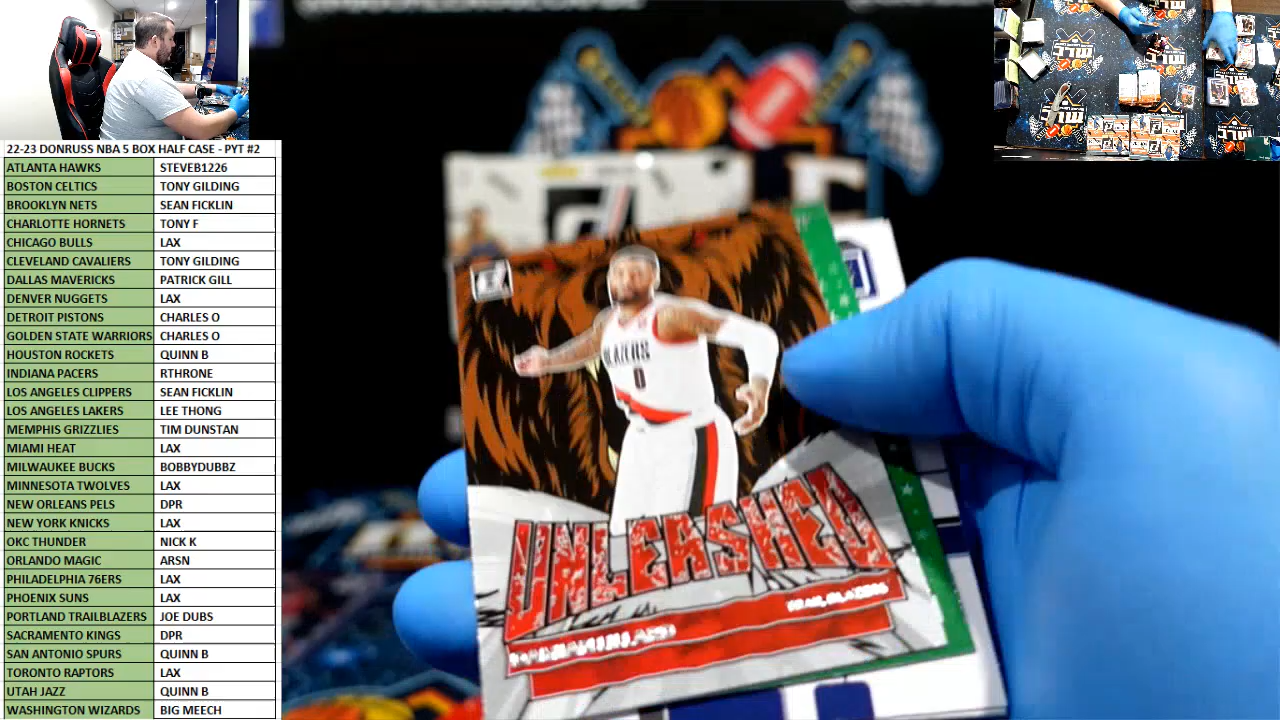 22-23 DONRUSS NBA 5 BOX HALF CASE - PYT #2
ATLANTA HAWKS STEVEB1226
BOSTON CELTICS TONY GILDING
BROOKLYN NETS SEAN FICKLIN
CHARLOTTE HORNETS TONY F
CHICAGO BULLS LAX
CLEVELAND CAVALIERS TONY GILDING
DALLAS MAVERICKS PATRICK GILL
DENVER NUGGETS LAX
DETROIT PISTONS CHARLES O
GOLDEN STATE WARRIORS CHARLES O
HOUSTON ROCKETS QUINN B
INDIANA PACERS RTHRONE
LOS ANGELES CLIPPERS SEAN FICKLIN
LOS ANGELES LAKERS LEE THONG
MEMPHIS GRIZZLIES TIM DUNSTAN
MIAMI HEAT LAX
MILWAUKEE BUCKS BOBBYDUBBZ
MINNESOTA TWOLVES LAX
NEW ORLEANS PELS DPR
NEW YORK KNICKS LAX
OKC THUNDER NICK K
ORLANDO MAGIC ARSN
PHILADELPHIA 76ERS LAX
PHOENIX SUNS LAX
PORTLAND TRAILBLAZERS JOE DUBS
SACRAMENTO KINGS DPR
SAN ANTONIO SPURS QUINN B
TORONTO RAPTORS LAX
UTAH JAZZ QUINN B
WASHINGTON WIZARDS BIG MEECH
BLAZERS
0
UNLEASHED
TRAIL BLAZERS